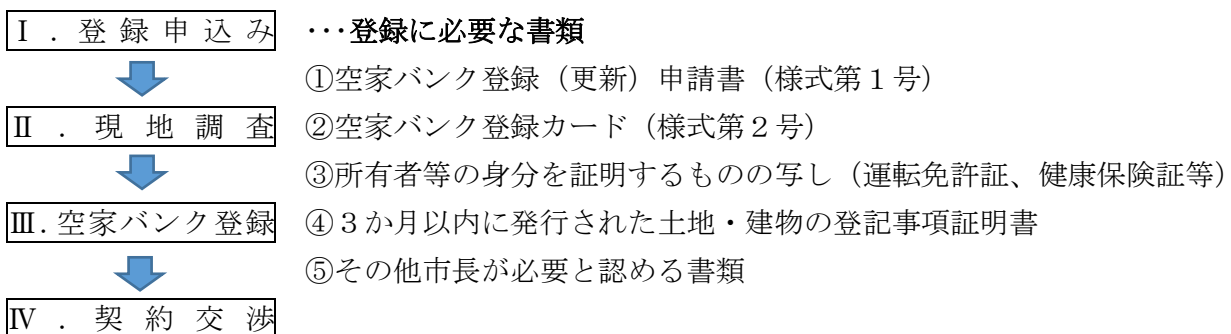 Ⅰ．登録申込み ･･･登録に必要な書類
①空家バンク登録（更新）申請書（様式第１号）
Ⅱ．現地調査 ②空家バンク登録カード（様式第２号）
③所有者等の身分を証明するものの写し（運転免許証、健康保険証等）
Ⅲ.空家バンク登録 ④３か月以内に発行された土地・建物の登記事項証明書
⑤その他市長が必要と認める書類
Ⅳ．契約交渉